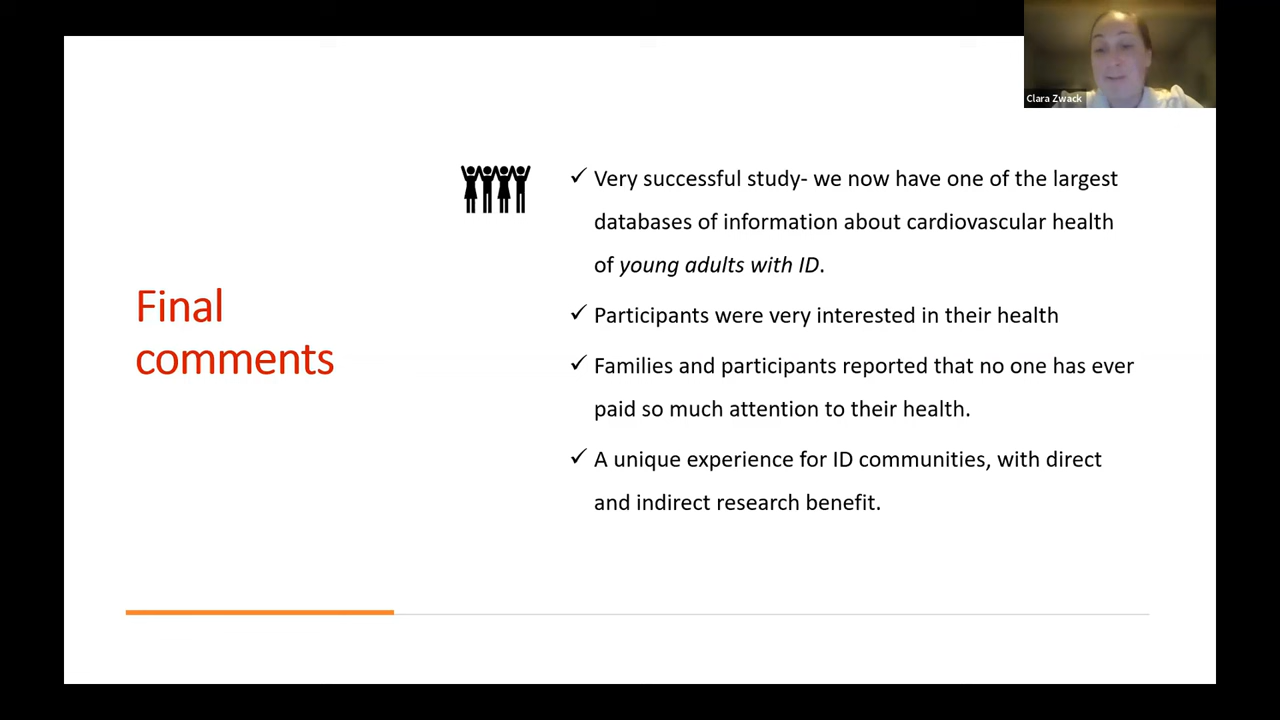 Clara Zwack
Final
comments
✓ Very successful study- we now have one of the largest
databases of information about cardiovascular health
of young adults with ID.
✓ Participants were very interested in their health
✓ Families and participants reported that no one has ever
paid so much attention to their health.
✓ A unique experience for ID communities, with direct
and indirect research benefit.